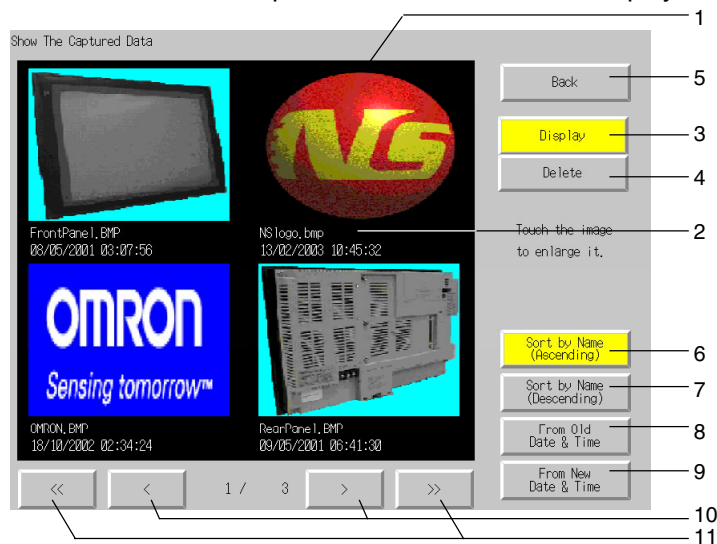 1
Show The Captured Data
Back
5
Display
3
Delete
4
NS
FrontPanel.BMP
08/05/2001 03:07:56
NSlogo.bmp
13/02/2003 10:45:32
2
Touch the image
to enlarge it.
OMRON
Sensing tomorrow™
Sort by Name
(Ascending)
6
Sort by Name
(Descending)
7
OMRON.BMP
18/10/2002 02:34:24
RearPanel.BMP
09/05/2001 06:41:30
From Old
Date & Time
8
From New
Date & Time
9
<<
<
1 / 3
>
>>
10
11